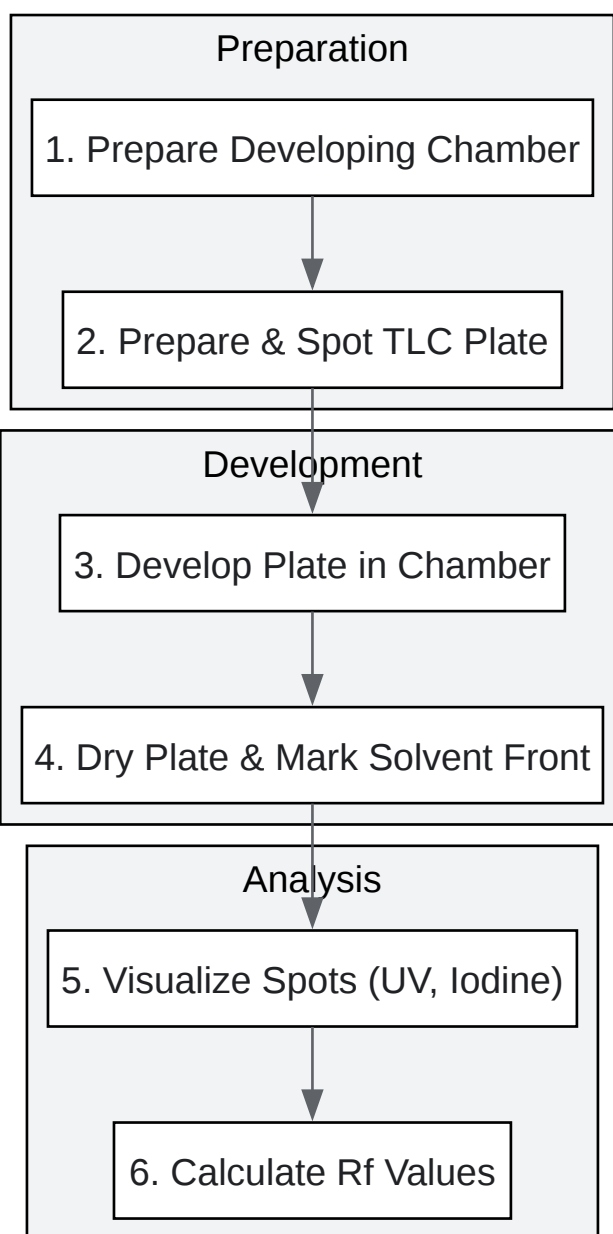 Preparation
1. Prepare Developing Chamber
2. Prepare & Spot TLC Plate
Development
3. Develop Plate in Chamber
4. Dry Plate & Mark Solvent Front
Analysis
5. Visualize Spots (UV, Iodine)
6. Calculate Rf Values